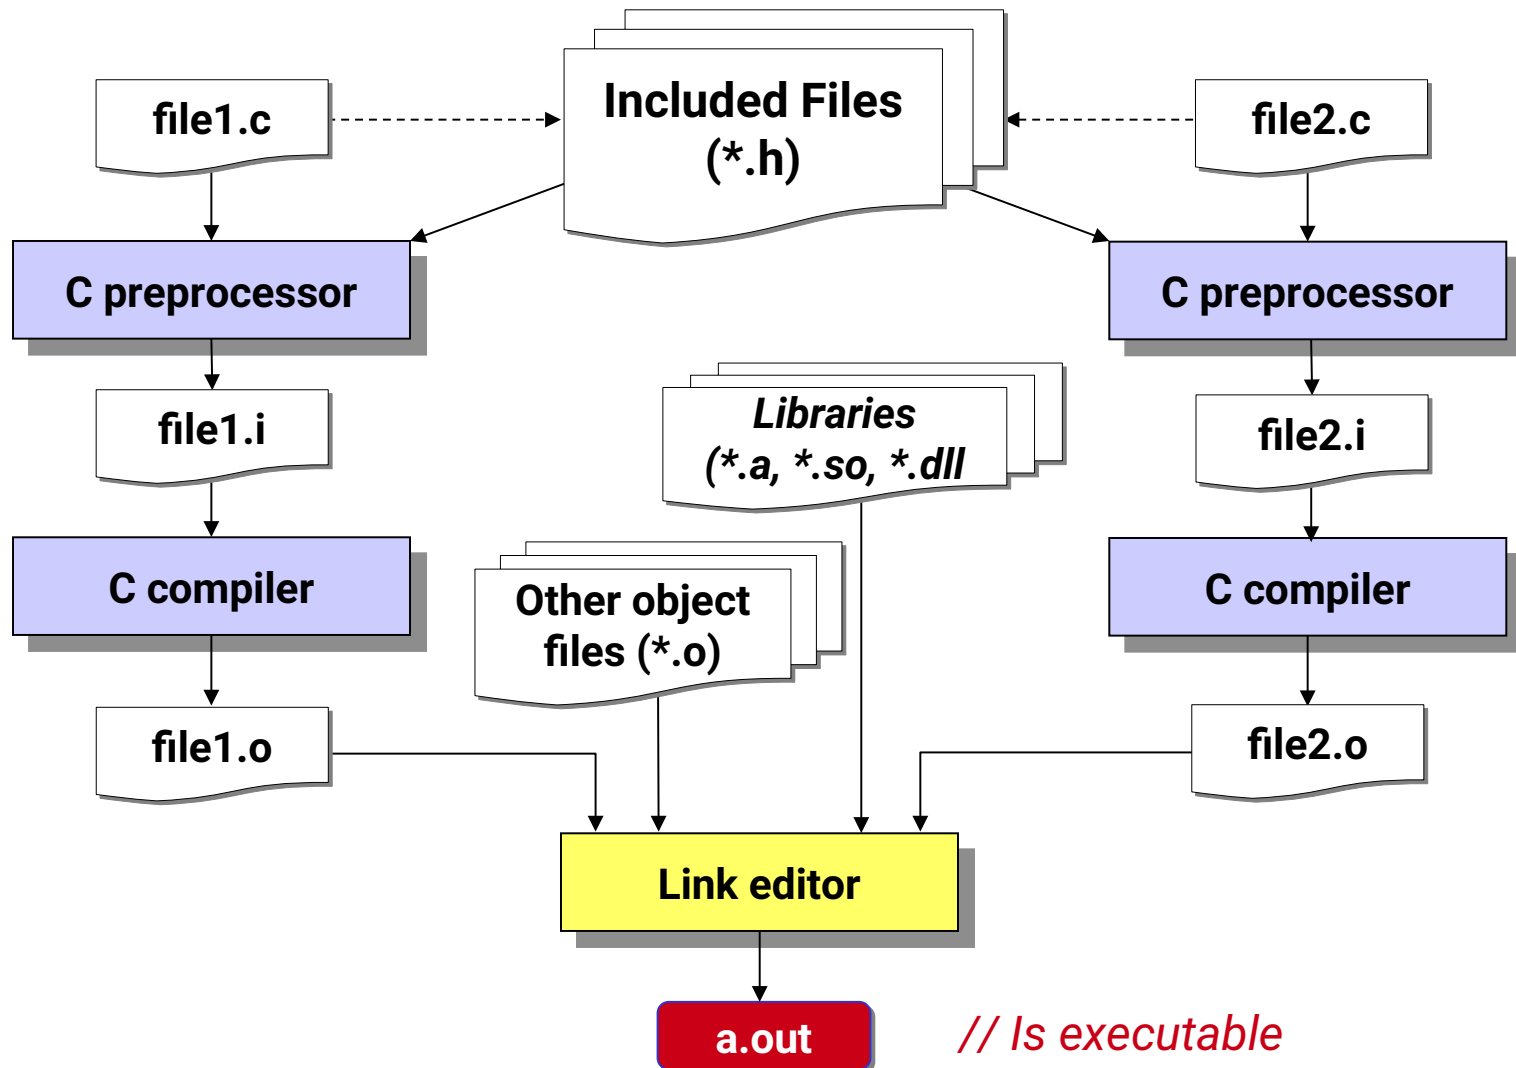 Included Files
(*.h)
file1.c
file2.c
C preprocessor
C preprocessor
file1.i
Libraries
(*.a, *.so, *.dll
file2.i
C compiler
Other object
files (*.o)
C compiler
file1.o
file2.o
Link editor
a.out
// Is executable